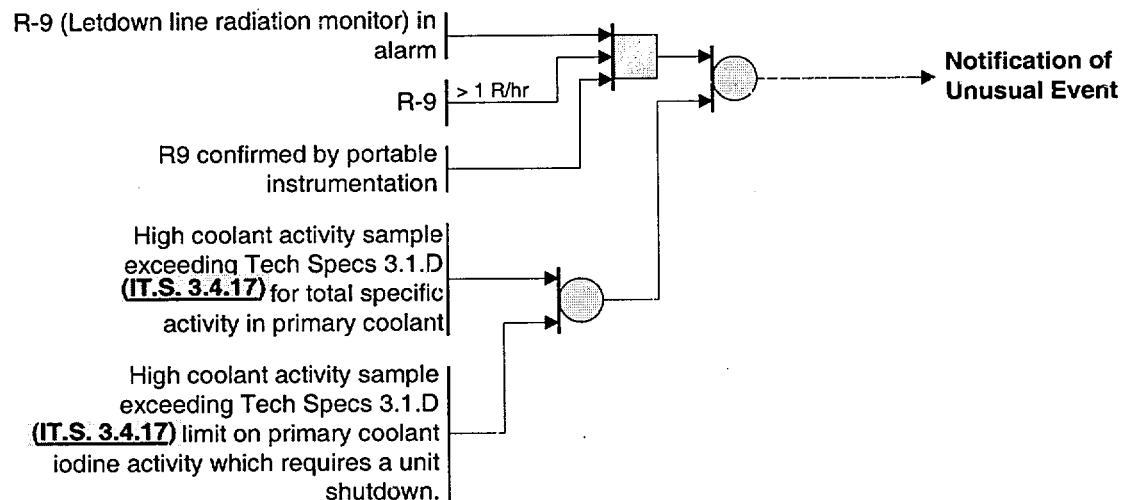 R-9 (Letdown line radiation monitor) in
alarm
R-9
> 1 R/hr
R9 confirmed by portable
instrumentation
High coolant activity sample
exceeding Tech Specs 3.1.D
(IT.S. 3.4.17) for total specific
activity in primary coolant
High coolant activity sample
exceeding Tech Specs 3.1.D
(IT.S. 3.4.17) limit on primary coolant
iodine activity which requires a unit
shutdown.
Notification of
Unusual Event